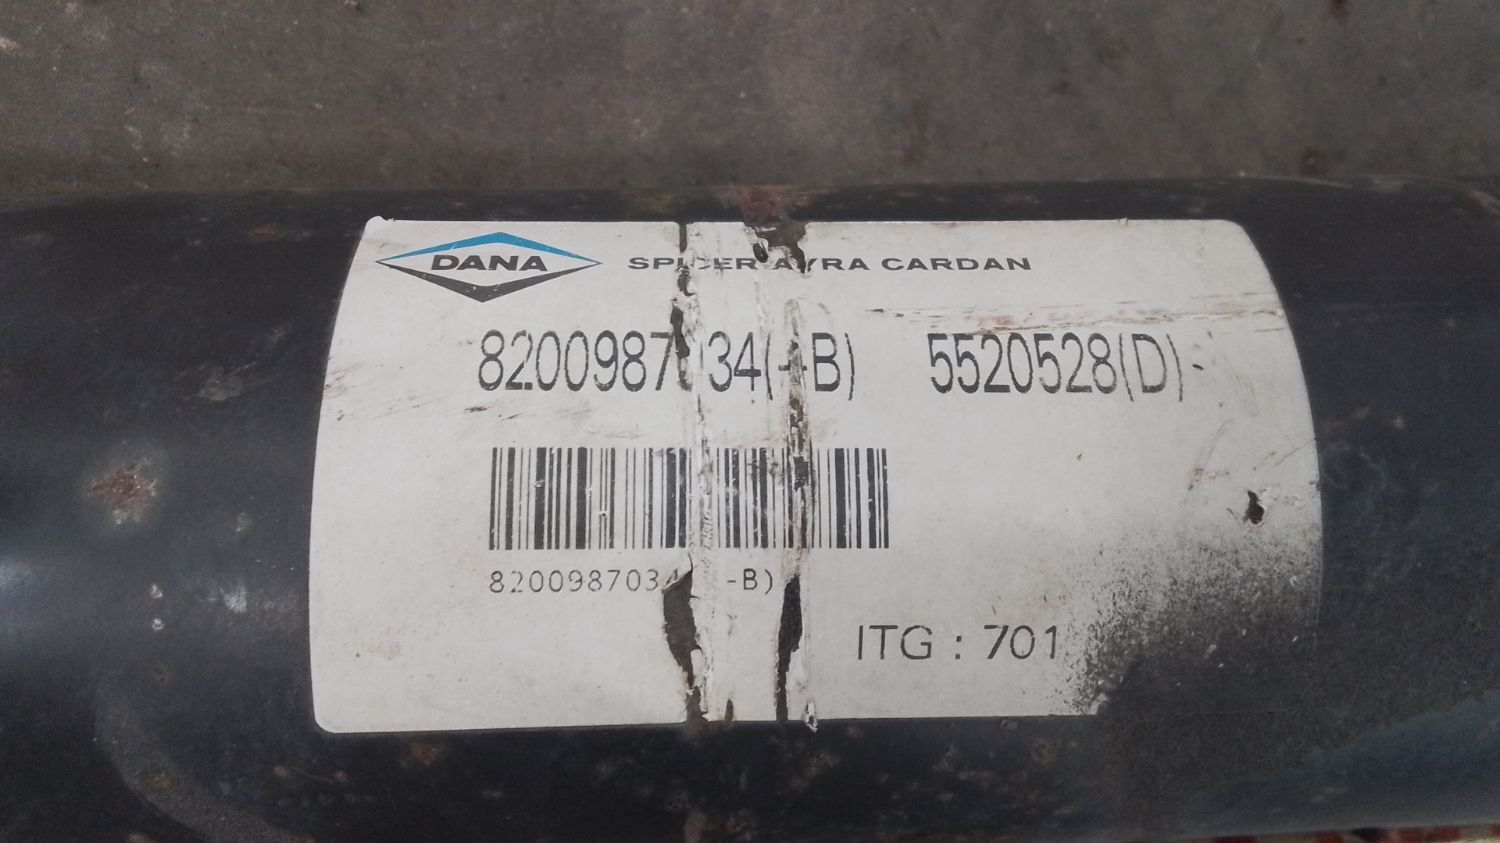 DANA SPICER AYRA CARDAN
8200987034(--B) 5520528(D)-
8200987034 -B)
ITG : 701